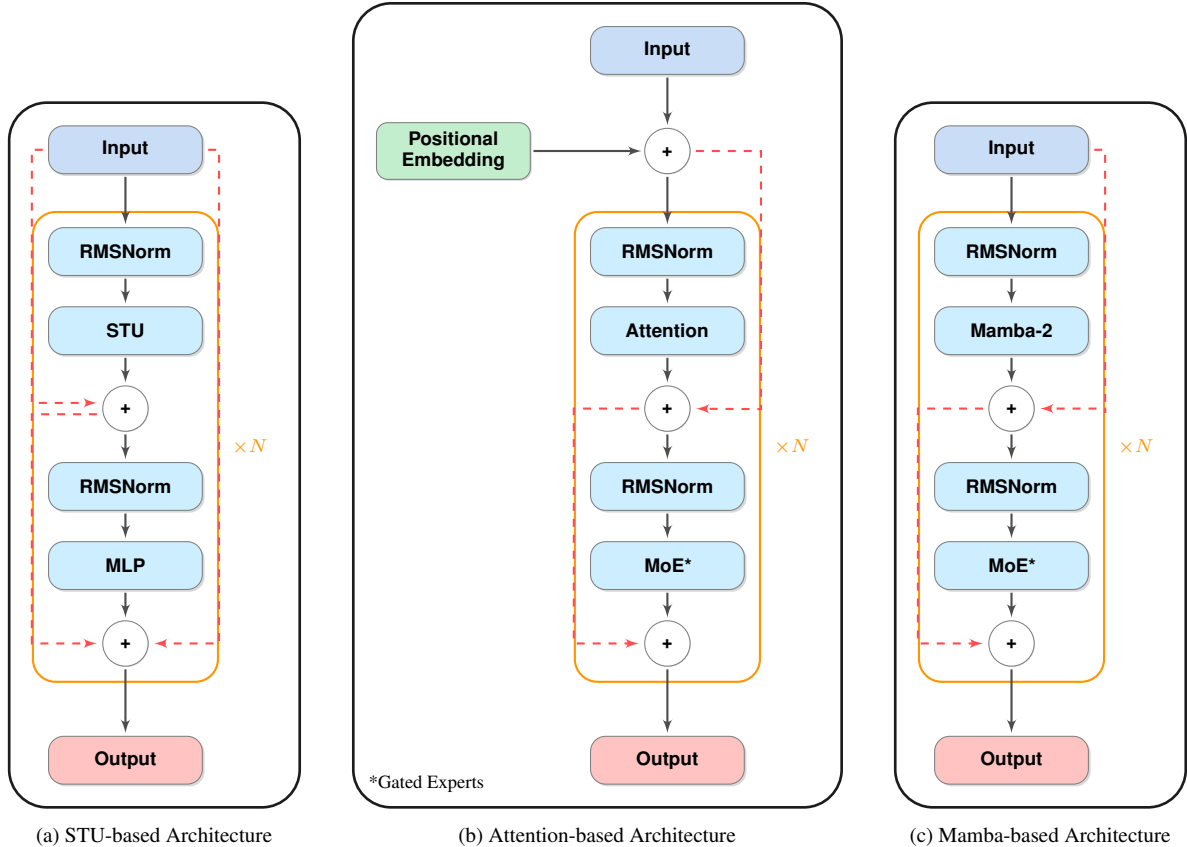 Input
RMSNorm
STU
+
RMSNorm
MLP
+
Output
× N
(a) STU-based Architecture
Input
Positional
Embedding
+
RMSNorm
Attention
+
RMSNorm
MoE*
+
Output
× N
*Gated Experts
(b) Attention-based Architecture
Input
RMSNorm
Mamba-2
+
RMSNorm
MoE*
+
Output
× N
(c) Mamba-based Architecture